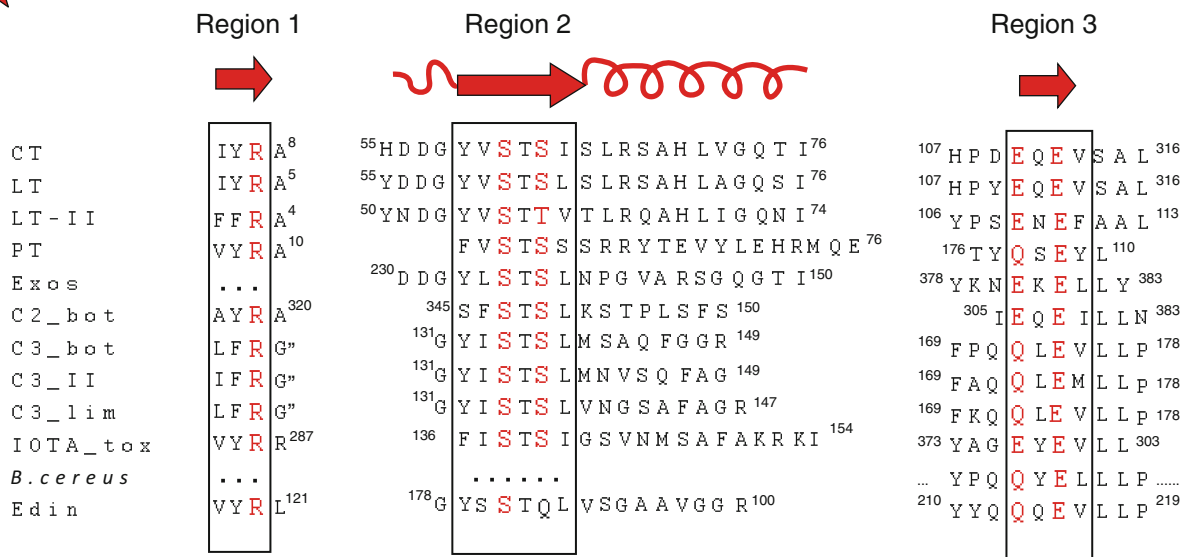 Region 1 Region 2 Region 3
CT IYRA8 55HDDGYVSTSISLRSAHLVGQTI76 107HPDEQEVSAL316
LT IYRA5 55YDDGYVSTSLSLRSAHLAGQSI76 107HPYEQEVSAL316
LT-II FFRA4 50YNDGYVSTTVTLRQAHLIGQNI74 106YPSENEFAAL113
PT VYRA10 FVSTSSSRRYTEVYLEHRMQE76 176TYQSEYL110
Exos ... 230DDGYLSTSLNPGVARSGQGTI150 378YKNEKELLY383
C2_bot AYRA320 345SFSTSLKSTPLSFS150 305IEQEILLN383
C3_bot LFRG” 131GYISTSLMSAQFGGR149 169FPQQLEVLLP178
C3_II IFRG” 131GYISTSLMNVSQFAG149 169FAQQLEMLLP178
C3_lim LFRG” 131GYISTSLVNGSAFAGR147 169FKQQLEVLLP178
IOTA_tox VYRR287 136FISTSIGSVNMSAFAKRKI154 373YAGEYEVLL303
B.cereus ... ...... ... YPQQYELLLP......
Edin VYRL121 178GYSSTQLVSGAAVGGR100 210YYQQQEVLLP219